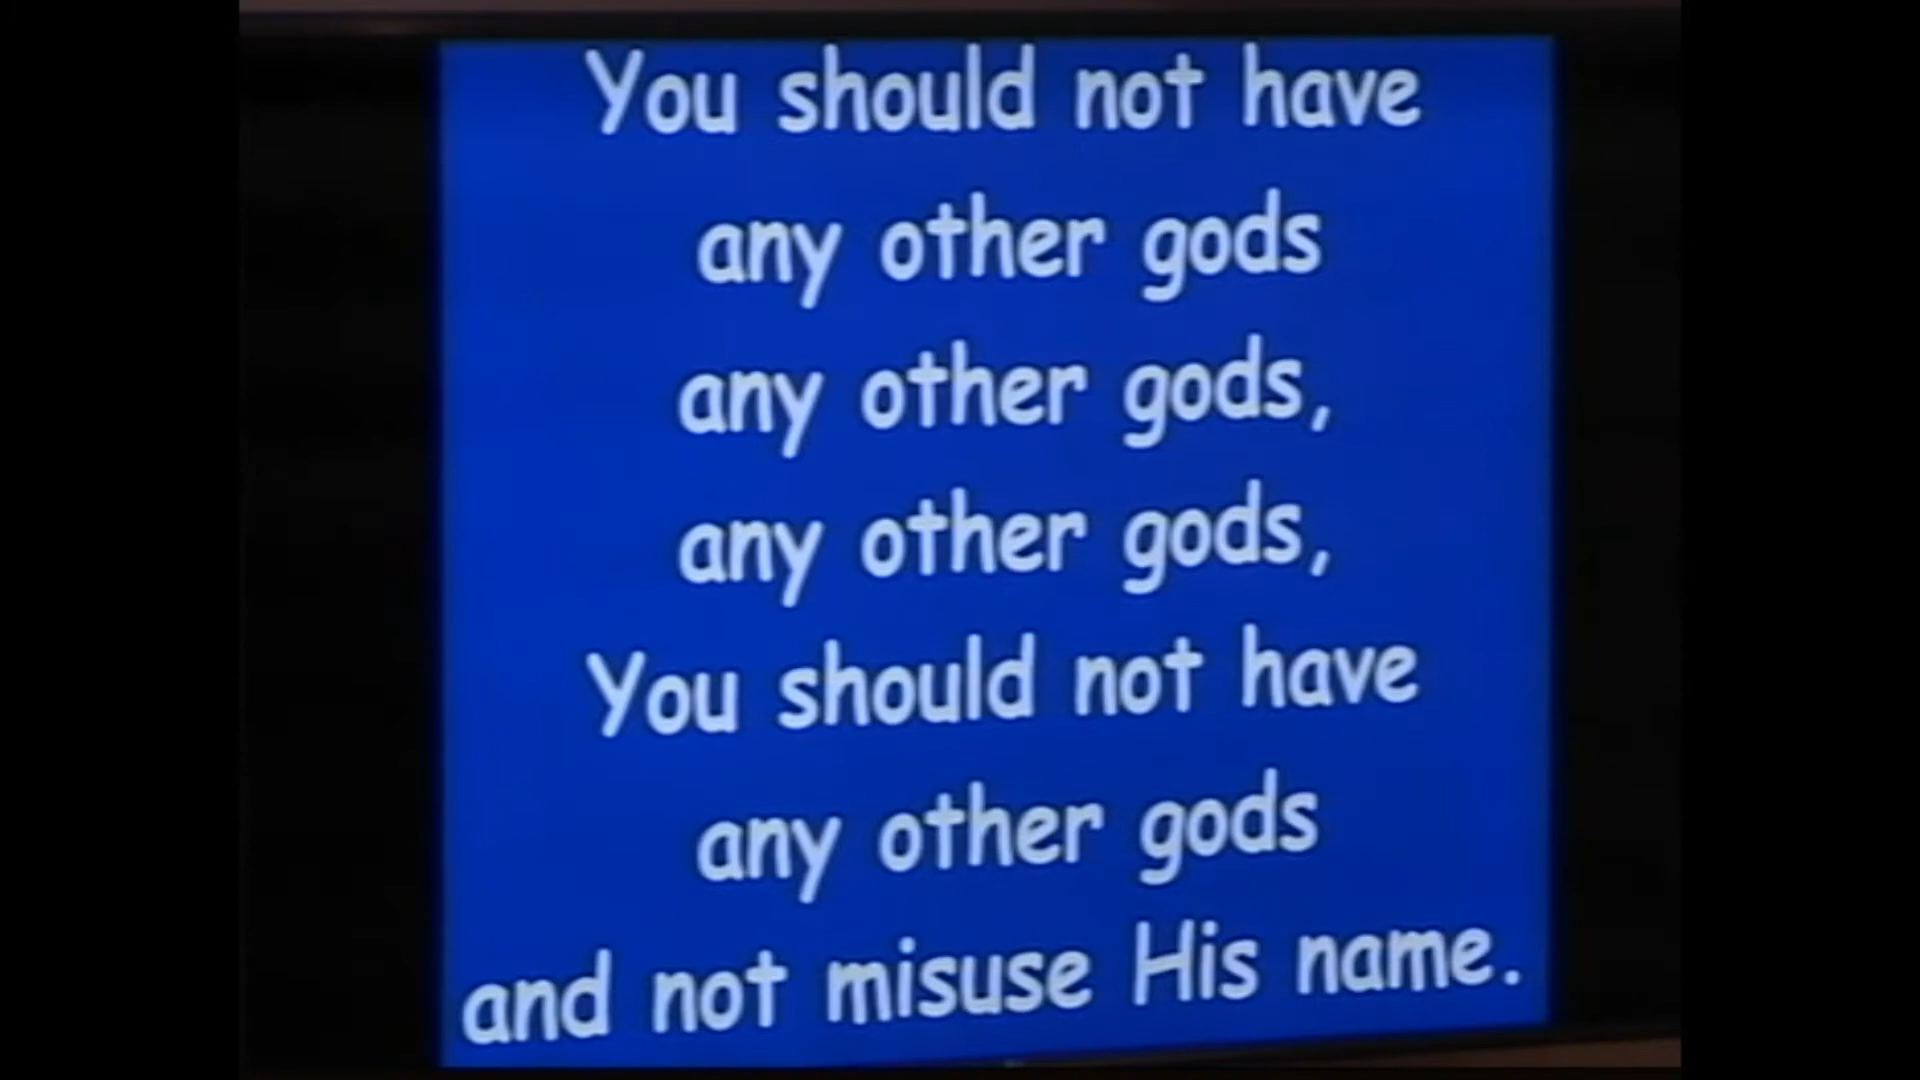 You should not have
any other gods
any other gods,
any other gods,
You should not have
any other gods
and not misuse His name.